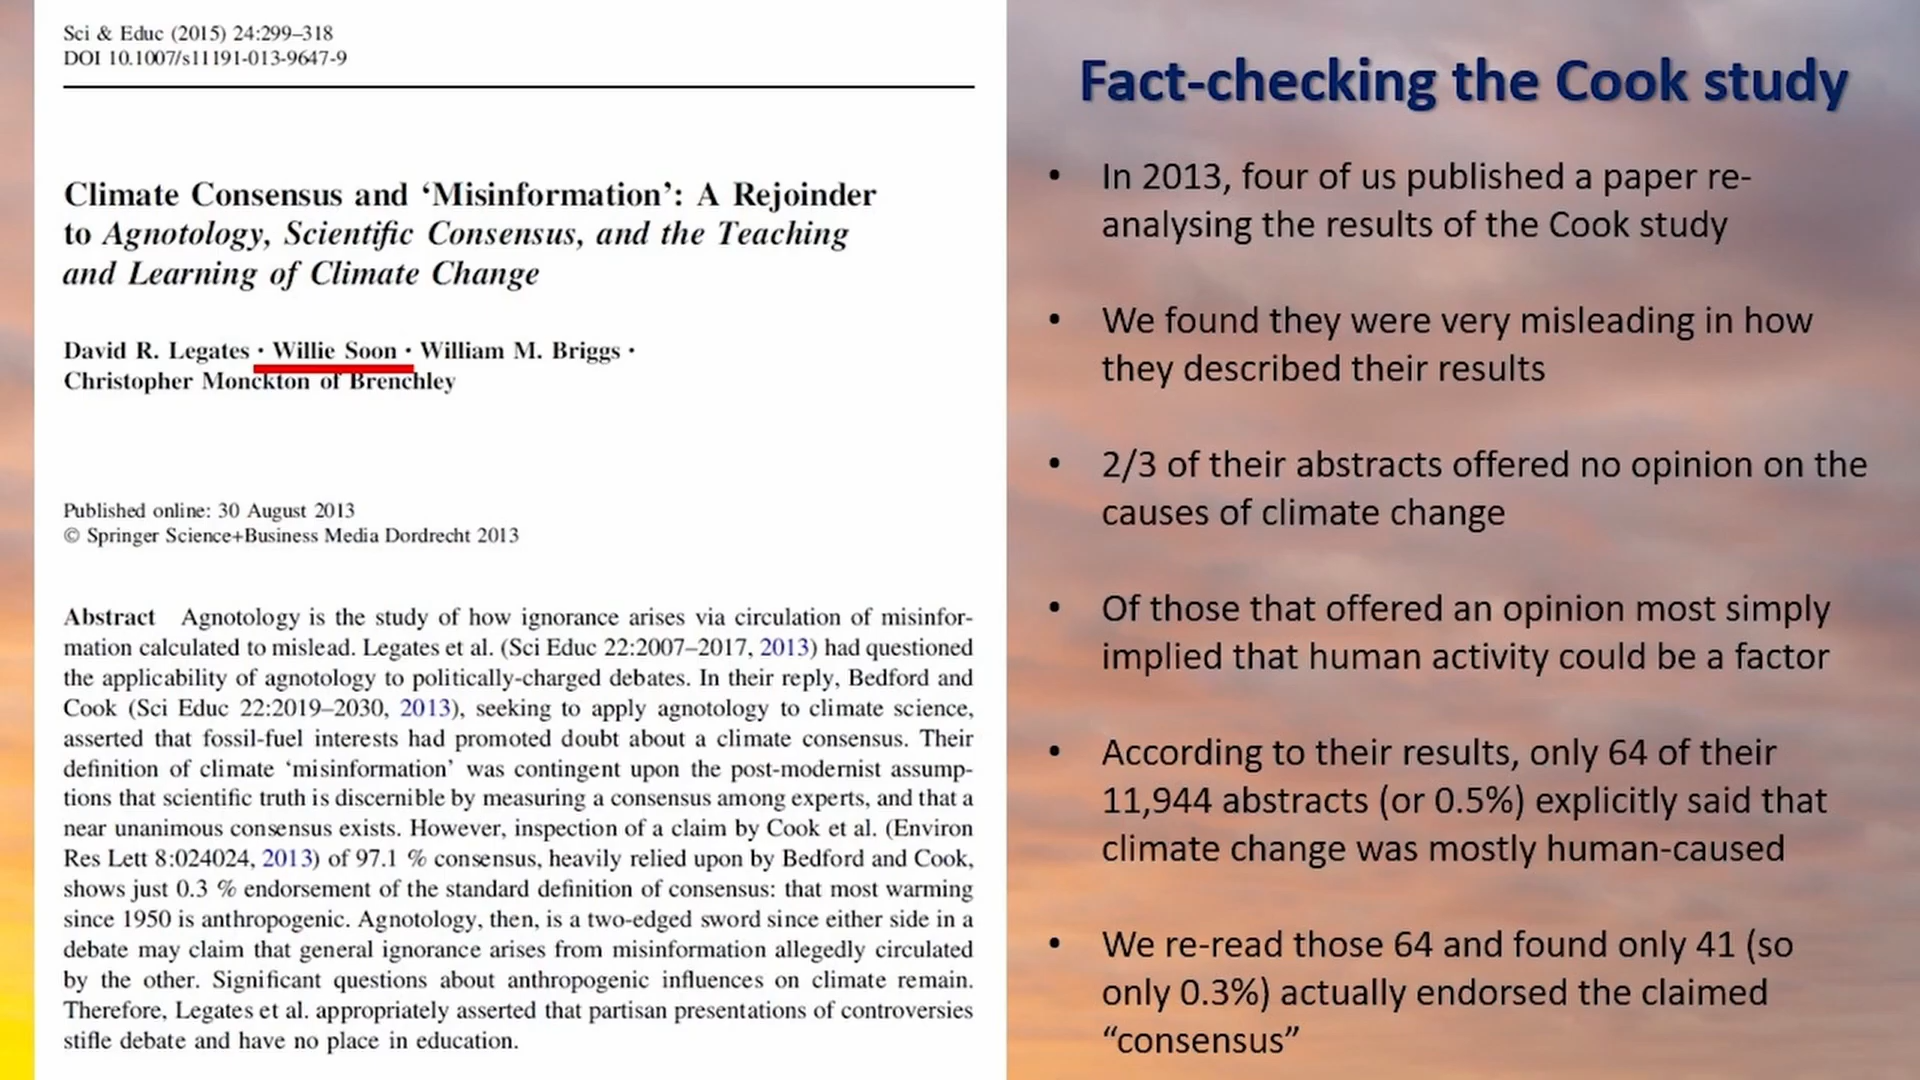 Sci & Educ (2015) 24:299–318
DOI 10.1007/s11191-013-9647-9
Climate Consensus and ‘Misinformation’: A Rejoinder
to Agnotology, Scientific Consensus, and the Teaching
and Learning of Climate Change
David R. Legates · Willie Soon · William M. Briggs ·
Christopher Monckton of Brenchley
Published online: 30 August 2013
© Springer Science+Business Media Dordrecht 2013
Abstract Agnotology is the study of how ignorance arises via circulation of misinfor-
mation calculated to mislead. Legates et al. (Sci Educ 22:2007–2017, 2013) had questioned
the applicability of agnotology to politically-charged debates. In their reply, Bedford and
Cook (Sci Educ 22:2019–2030, 2013), seeking to apply agnotology to climate science,
asserted that fossil-fuel interests had promoted doubt about a climate consensus. Their
definition of climate ‘misinformation’ was contingent upon the post-modernist assump-
tions that scientific truth is discernible by measuring a consensus among experts, and that a
near unanimous consensus exists. However, inspection of a claim by Cook et al. (Environ
Res Lett 8:024024, 2013) of 97.1 % consensus, heavily relied upon by Bedford and Cook,
shows just 0.3 % endorsement of the standard definition of consensus: that most warming
since 1950 is anthropogenic. Agnotology, then, is a two-edged sword since either side in a
debate may claim that general ignorance arises from misinformation allegedly circulated
by the other. Significant questions about anthropogenic influences on climate remain.
Therefore, Legates et al. appropriately asserted that partisan presentations of controversies
stifle debate and have no place in education.
Fact-checking the Cook study
• In 2013, four of us published a paper re-
analysing the results of the Cook study
• We found they were very misleading in how
they described their results
• 2/3 of their abstracts offered no opinion on the
causes of climate change
• Of those that offered an opinion most simply
implied that human activity could be a factor
• According to their results, only 64 of their
11,944 abstracts (or 0.5%) explicitly said that
climate change was mostly human-caused
• We re-read those 64 and found only 41 (so
only 0.3%) actually endorsed the claimed
“consensus”